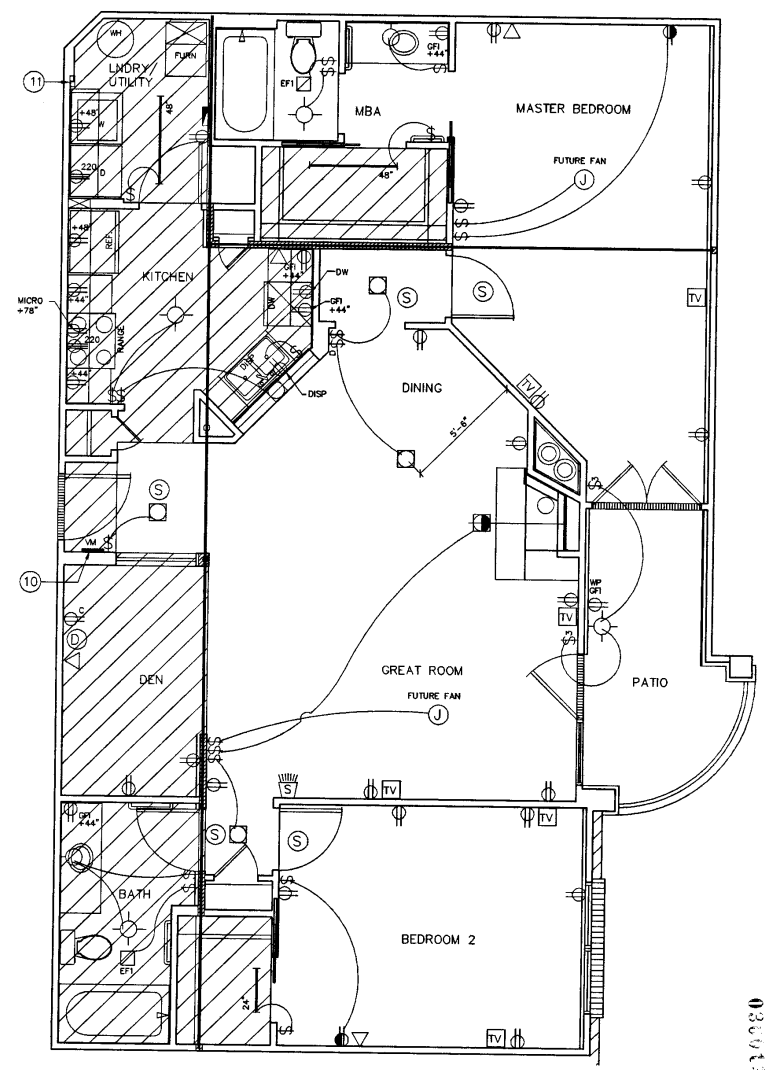 WH
FURN
LNDRY/
UTILITY
11
+48"
W
48"
220
D
EF1
GFI
+44"
MBA
48"
MASTER BEDROOM
FUTURE FAN
J
+48"
REF.
KITCHEN
MICRO
+78"
+44"
220
RANGE
+44"
GFI
+44"
DW
DW
GFI
+44"
DISP
DISP
S
S
TV
D
DINING
TV
5'-6"
S
VM
10
3
WP
GFI
TV
3
C
D
DEN
GREAT ROOM
FUTURE FAN
J
PATIO
S
TV
GFI
+44"
S
S
TV
BATH
EF1
BEDROOM 2
24"
TV